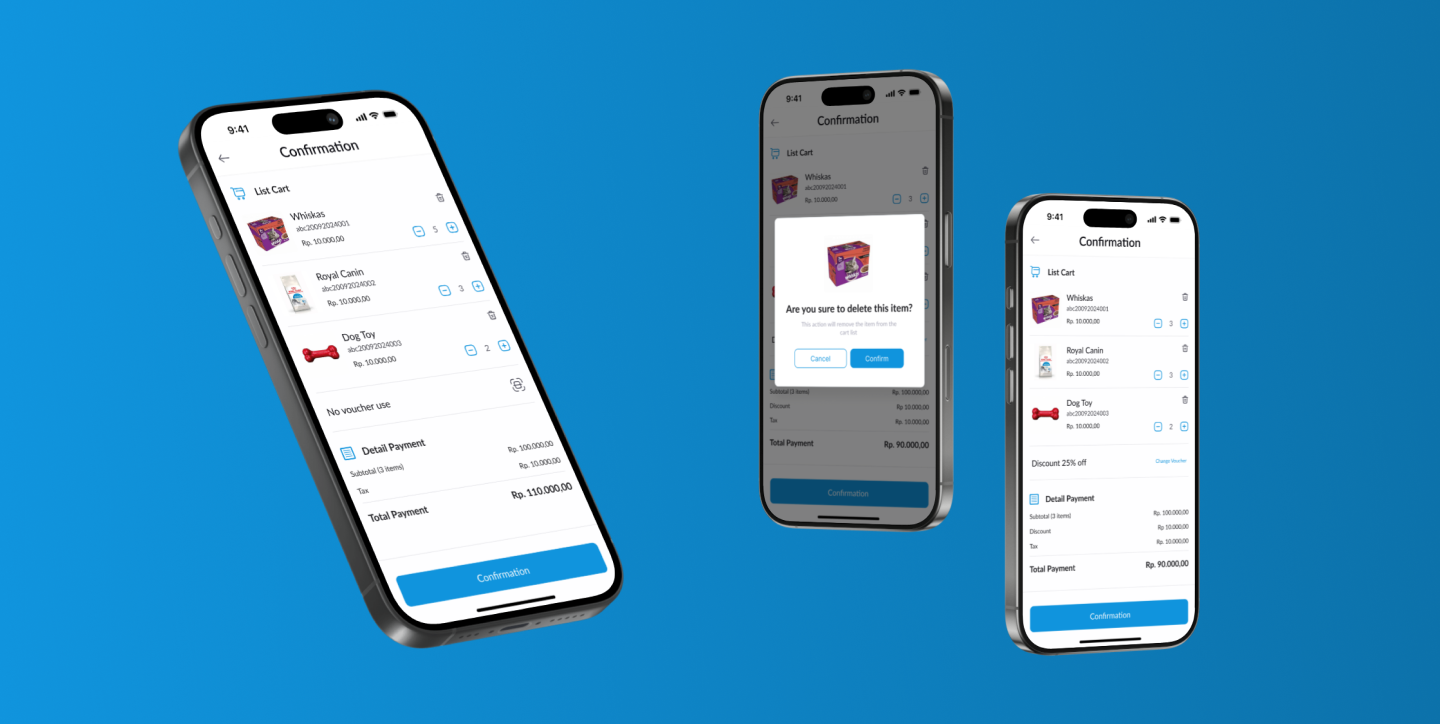 9:41
Confirmation
List Cart
Whiskas
abc20092024001
Rp. 10.000,00
5
Royal Canin
abc20092024002
Rp. 10.000,00
3
Dog Toy
abc20092024003
Rp. 10.000,00
2
No voucher use
Detail Payment
Subtotal (3 items) Rp. 100.000,00
Tax Rp. 10.000,00
Total Payment Rp. 110.000,00
Confirmation
9:41
Confirmation
List Cart
Whiskas
abc20092024001
Rp. 10.000,00
3
Are you sure to delete this item?
This action will remove the item from the
cart list
Cancel Confirm
Subtotal (3 items) Rp. 100.000,00
Discount Rp 10.000,00
Tax Rp. 10.000,00
Total Payment Rp. 90.000,00
Confirmation
9:41
Confirmation
List Cart
Whiskas
abc20092024001
Rp. 10.000,00
3
Royal Canin
abc20092024002
Rp. 10.000,00
3
Dog Toy
abc20092024003
Rp. 10.000,00
2
Discount 25% off Change Voucher
Detail Payment
Subtotal (3 items) Rp. 100.000,00
Discount Rp 10.000,00
Tax Rp. 10.000,00
Total Payment Rp. 90.000,00
Confirmation